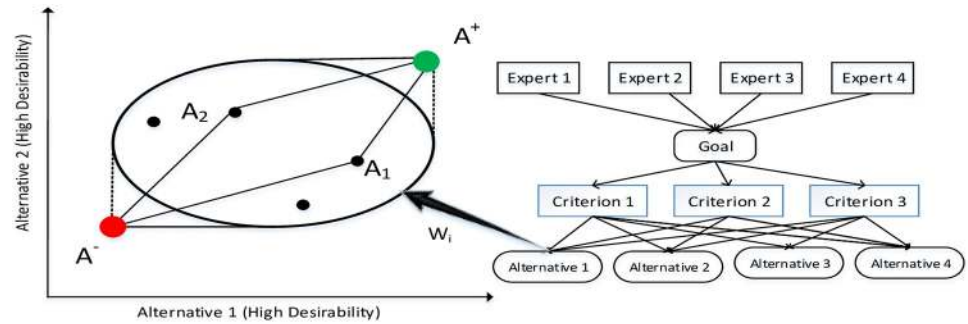 Alternative 2 (High Desirability)
A⁺
A₂
A₁
A⁻
Alternative 1 (High Desirability)
Wᵢ
Expert 1
Expert 2
Expert 3
Expert 4
Goal
Criterion 1
Criterion 2
Criterion 3
Alternative 1
Alternative 2
Alternative 3
Alternative 4